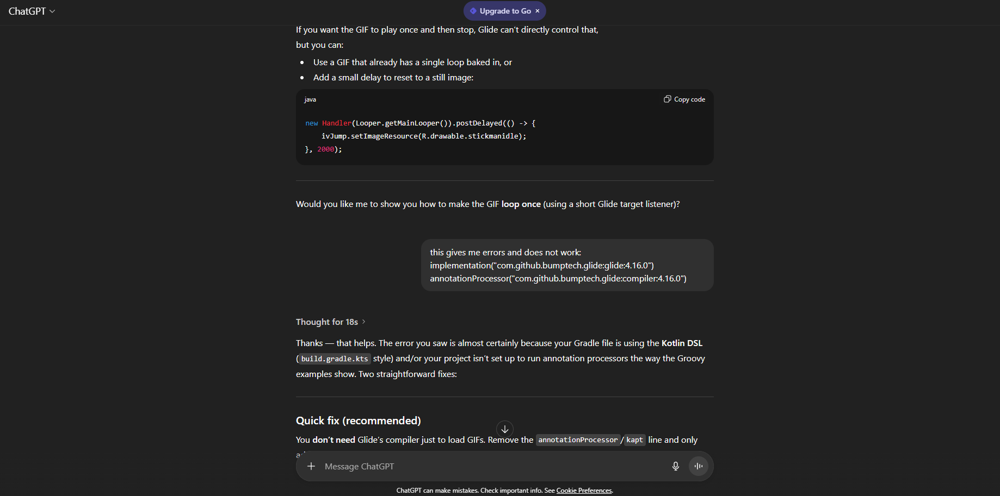 ChatGPT
Upgrade to Go ×
If you want the GIF to play once and then stop, Glide can't directly control that,
but you can:
• Use a GIF that already has a single loop baked in, or
• Add a small delay to reset to a still image:
java
Copy code
new Handler(Looper.getMainLooper()).postDelayed(() -> {
    ivJump.setImageResource(R.drawable.stickmanidle);
}, 2000);
Would you like me to show you how to make the GIF loop once (using a short Glide target listener)?
this gives me errors and does not work:
implementation("com.github.bumptech.glide:glide:4.16.0")
annotationProcessor("com.github.bumptech.glide:compiler:4.16.0")
Thought for 18s >
Thanks — that helps. The error you saw is almost certainly because your Gradle file is using the Kotlin DSL
(build.gradle.kts style) and/or your project isn't set up to run annotation processors the way the Groovy
examples show. Two straightforward fixes:
Quick fix (recommended)
You don't need Glide's compiler just to load GIFs. Remove the annotationProcessor/kapt line and only
Message ChatGPT
ChatGPT can make mistakes. Check important info. See Cookie Preferences.